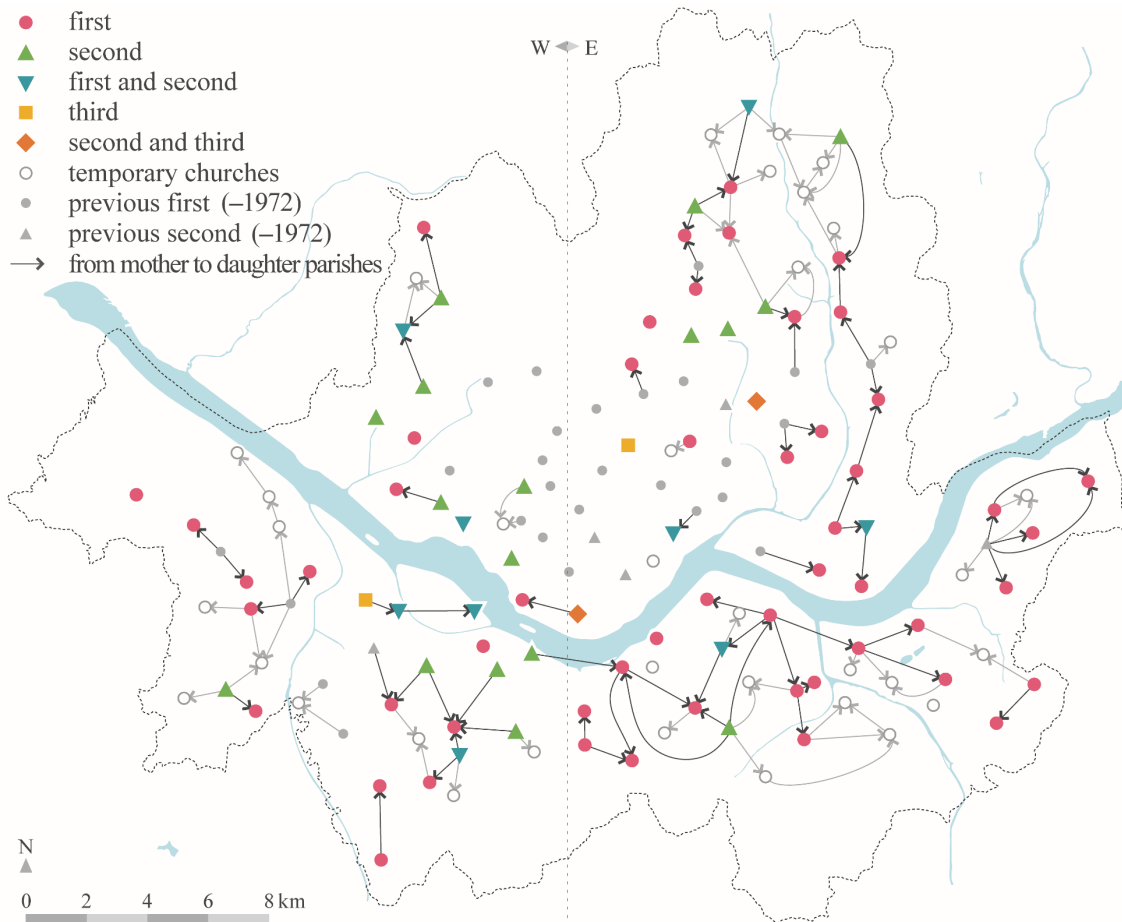 first
second
first and second
third
second and third
temporary churches
previous first (–1972)
previous second (–1972)
from mother to daughter parishes
W E
N
0 2 4 6 8 km